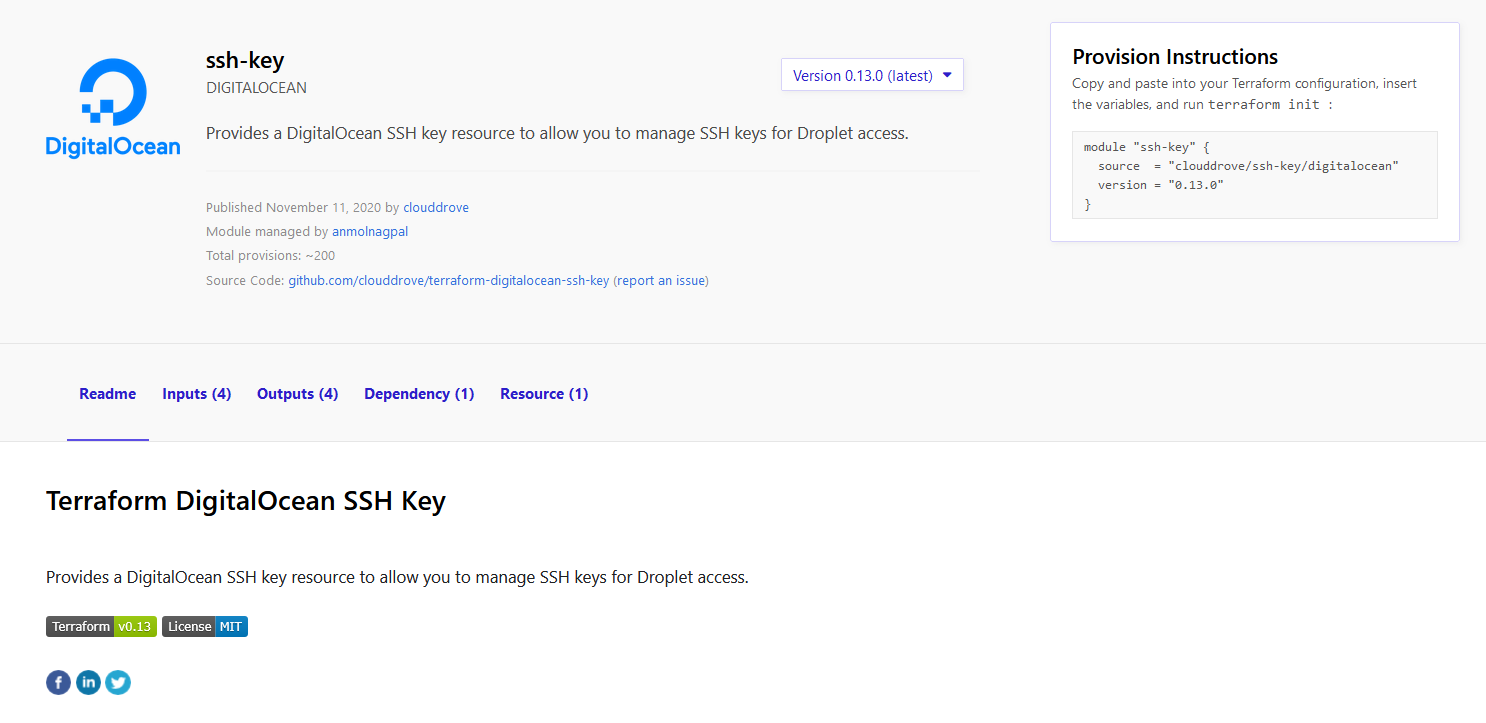 DigitalOcean
ssh-key
DIGITALOCEAN
Version 0.13.0 (latest)
Provides a DigitalOcean SSH key resource to allow you to manage SSH keys for Droplet access.
Published November 11, 2020 by clouddrove
Module managed by anmolnagpal
Total provisions: ~200
Source Code: github.com/clouddrove/terraform-digitalocean-ssh-key (report an issue)
Provision Instructions
Copy and paste into your Terraform configuration, insert
the variables, and run terraform init :
module "ssh-key" {
  source  = "clouddrove/ssh-key/digitalocean"
  version = "0.13.0"
}
Readme Inputs (4) Outputs (4) Dependency (1) Resource (1)
Terraform DigitalOcean SSH Key
Provides a DigitalOcean SSH key resource to allow you to manage SSH keys for Droplet access.
Terraform v0.13 License MIT
f in